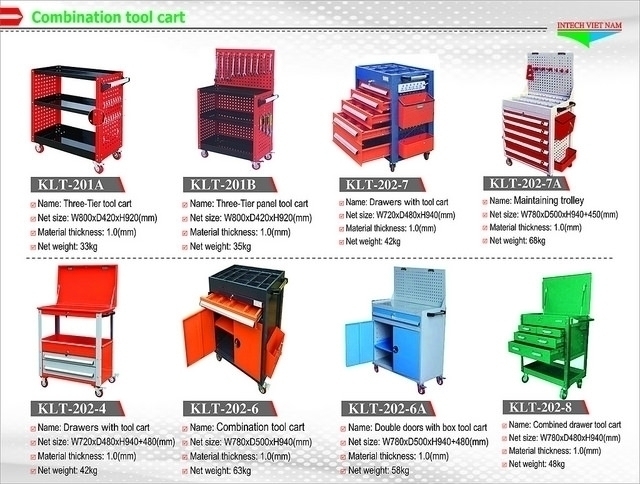 Combination tool cart
INTECH VIET NAM
KLT-201A
Name: Three-Tier tool cart
Net size: W800xD420xH920(mm)
Material thickness: 1.0(mm)
Net weight: 33kg
KLT-201B
Name: Three-Tier panel tool cart
Net size: W800xD420xH920(mm)
Material thickness: 1.0(mm)
Net weight: 35kg
KLT-202-7
Name: Drawers with tool cart
Net size: W720xD480xH940(mm)
Material thickness: 1.0(mm)
Net weight: 42kg
KLT-202-7A
Name: Maintaining trolley
Net size: W780xD500xH940+450(mm)
Material thickness: 1.0(mm)
Net weight: 68kg
KLT-202-4
Name: Drawers with tool cart
Net size: W720xD480xH940+480(mm)
Material thickness: 1.0(mm)
Net weight: 42kg
KLT-202-6
Name: Combination tool cart
Net size: W780xD500xH940(mm)
Material thickness: 1.0(mm)
Net weight: 63kg
KLT-202-6A
Name: Double doors with box tool cart
Net size: W780xD500xH940+480(mm)
Material thickness: 1.0(mm)
Net weight: 58kg
KLT-202-8
Name: Combined drawer tool cart
Net size: W780xD480xH940(mm)
Material thickness: 1.0(mm)
Net weight: 48kg